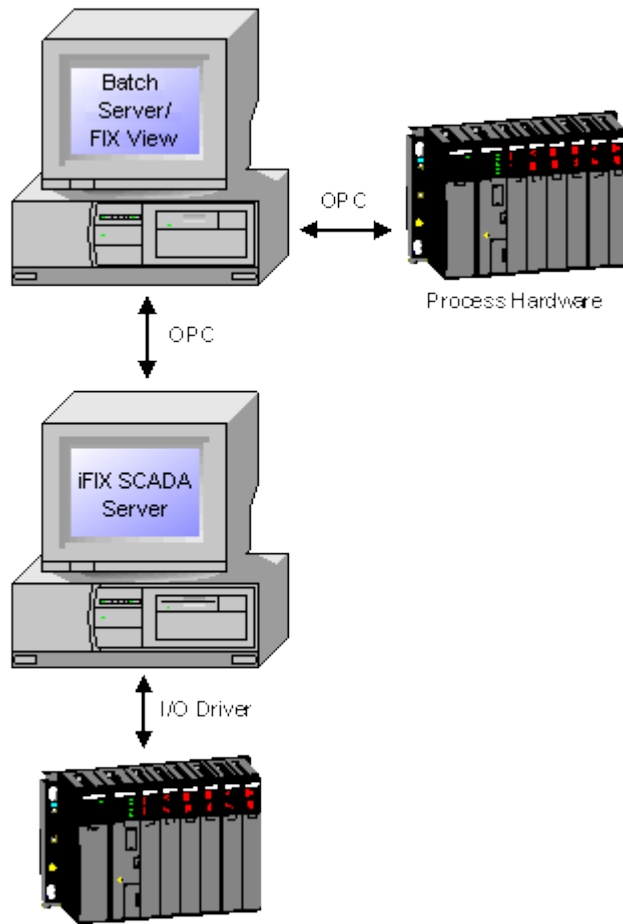 Batch
Server/
FIX View
OPC
Process Hardware
OPC
iFIX SCADA
Server
I/O Driver